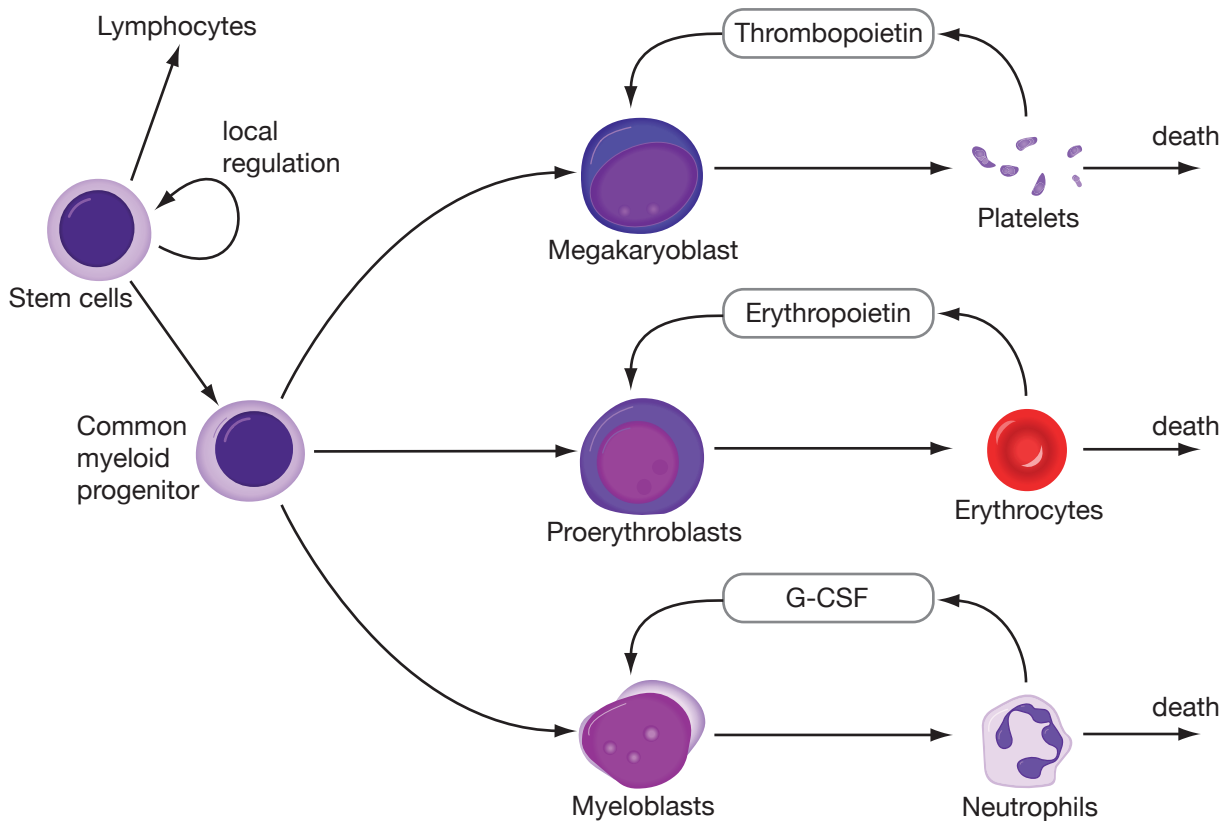 Lymphocytes
local
regulation
Stem cells
Common
myeloid
progenitor
Thrombopoietin
Megakaryoblast
Platelets
death
Erythropoietin
Proerythroblasts
Erythrocytes
death
G-CSF
Myeloblasts
Neutrophils
death